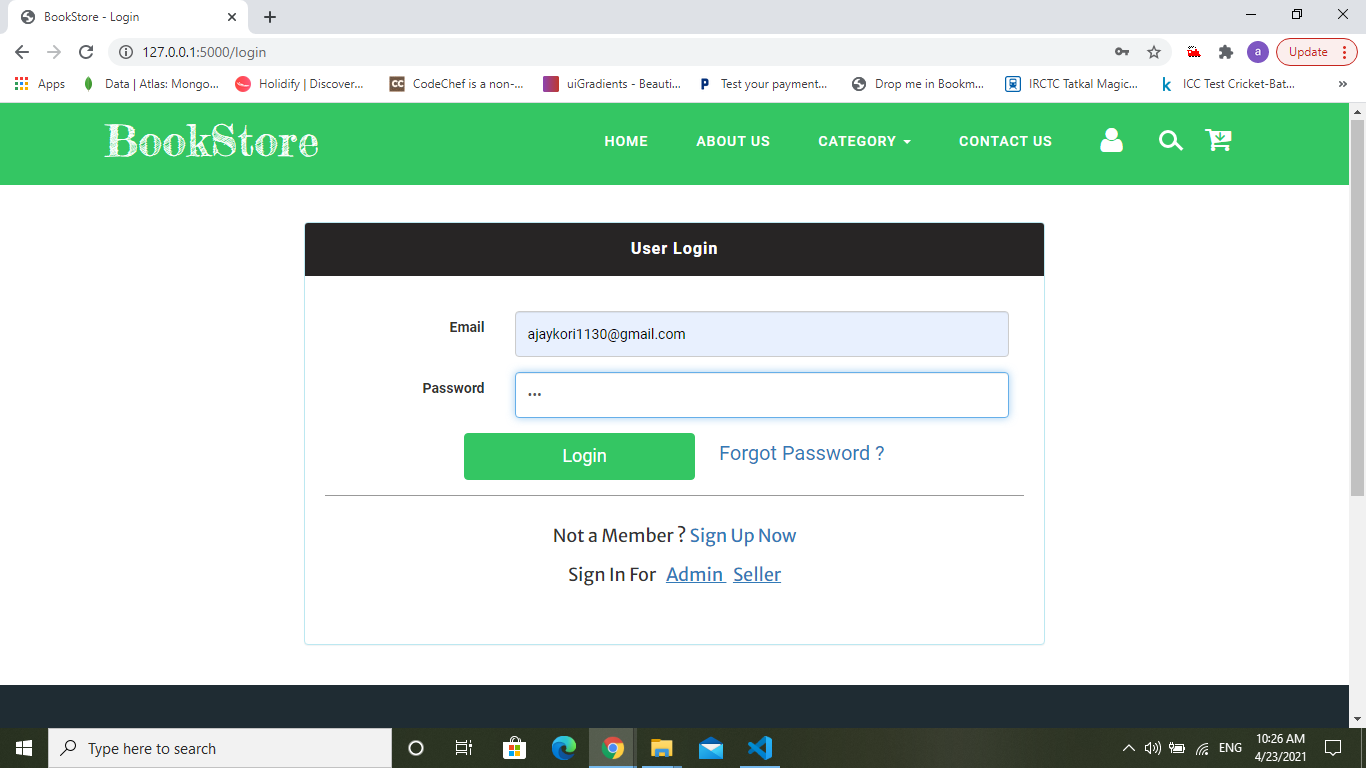 BookStore - Login
127.0.0.1:5000/login
a
Update
Apps
Data | Atlas: Mongo...
Holidify | Discover...
CC
CodeChef is a non-...
uiGradients - Beauti...
P
Test your payment...
Drop me in Bookm...
IRCTC Tatkal Magic...
k
ICC Test Cricket-Bat...
»
BookStore
HOME
ABOUT US
CATEGORY
CONTACT US
User Login
Email
ajaykori1130@gmail.com
Password
•••
Login
Forgot Password ?
Not a Member ? Sign Up Now
Sign In For Admin Seller
Type here to search
ENG
10:26 AM
4/23/2021